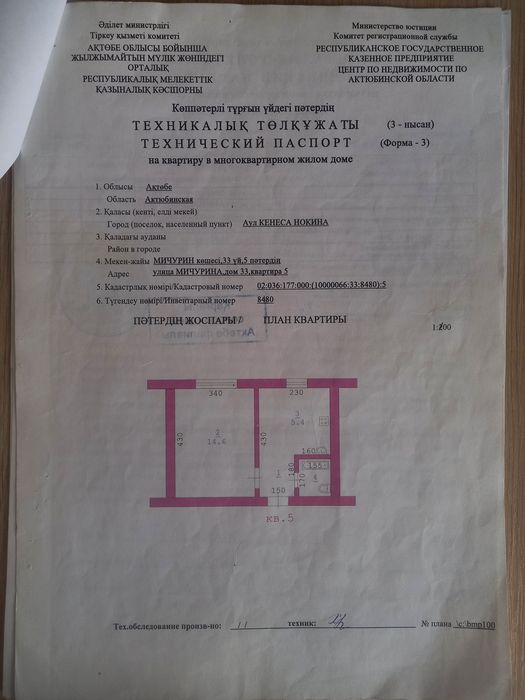 Әділет министрлігі
Тіркеу қызметі комитеті
АҚТӨБЕ ОБЛЫСЫ БОЙЫНША
ЖЫЛЖЫМАЙТЫН МҮЛІК ЖӨНІНДЕГІ
ОРТАЛЫҚ
РЕСПУБЛИКАЛЫҚ МЕЛЕКЕТТІК
ҚАЗЫНАЛЫҚ КӘСІПОРНЫ
Министерство юстиции
Комитет регистрационной службы
РЕСПУБЛИКАНСКОЕ ГОСУДАРСТВЕННОЕ
КАЗЕННОЕ ПРЕДПРИЯТИЕ
ЦЕНТР ПО НЕДВИЖИМОСТИ ПО
АКТЮБИНСКОЙ ОБЛАСТИ
Көппәтерлі тұрғын үйдегі пәтердің
ТЕХНИКАЛЫҚ ТӨЛҚҰЖАТЫ (3 - нысан)
ТЕХНИЧЕСКИЙ ПАСПОРТ (Форма - 3)
на квартиру в многоквартирном жилом доме
1. Облысы Ақтөбе
Область Актюбинская
2. Қаласы (кенті, елді мекей)
Город (поселок, населенный пункт) Аул КЕНЕСА НОКИНА
3. Қаладағы ауданы
Район в городе
4. Мекен-жайы МИЧУРИН көшесі,33 үй,5 пәтердің
Адрес улица МИЧУРИНА,дом 33,квартира 5
5. Кадастрлық нөмірі/Кадастровый номер 02:036:177:000:(10000066:33:8480):5
6. Түгендеу нөмірі/Инвентарный номер 8480
ПӘТЕРДІҢ ЖОСПАРЫ / ПЛАН КВАРТИРЫ
1:200
340
230
2
14.6
430
430
3
5.4
160
180
155
1
170
4
150
кв.5
Тех.обследование произв-но: 11 техник: № плана \c:\bmp100